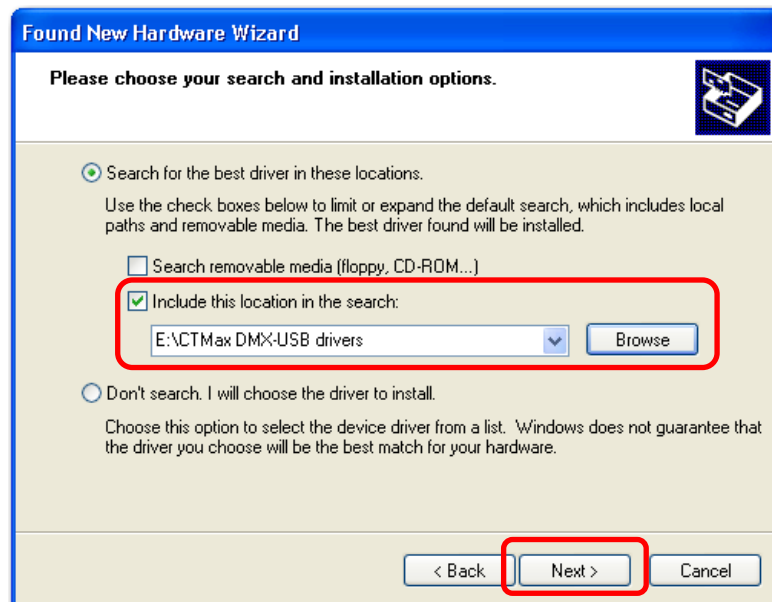 Found New Hardware Wizard
Please choose your search and installation options.
Search for the best driver in these locations.
Use the check boxes below to limit or expand the default search, which includes local
paths and removable media. The best driver found will be installed.
Search removable media (floppy, CD-ROM...)
Include this location in the search:
E:\CTMax DMX-USB drivers
Browse
Don't search. I will choose the driver to install.
Choose this option to select the device driver from a list. Windows does not guarantee that
the driver you choose will be the best match for your hardware.
< Back Next > Cancel